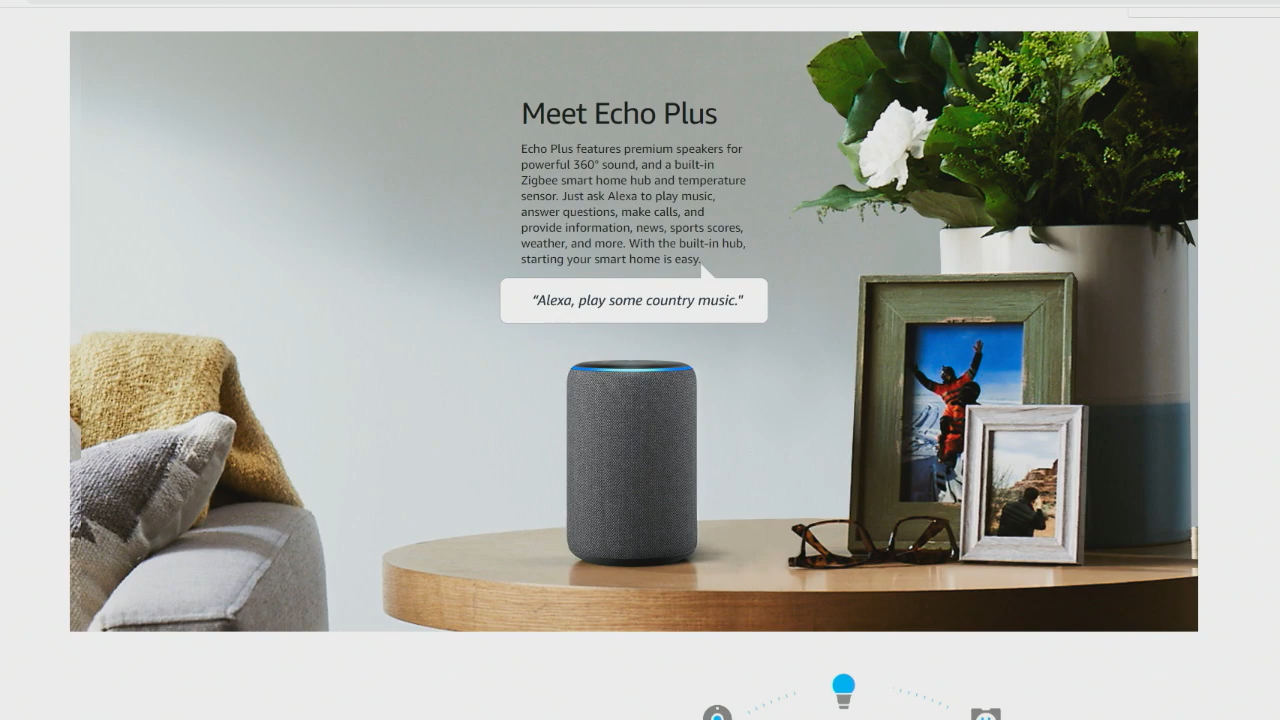 Meet Echo Plus
Echo Plus features premium speakers for
powerful 360° sound, and a built-in
Zigbee smart home hub and temperature
sensor. Just ask Alexa to play music,
answer questions, make calls, and
provide information, news, sports scores,
weather, and more. With the built-in hub,
starting your smart home is easy.
"Alexa, play some country music."